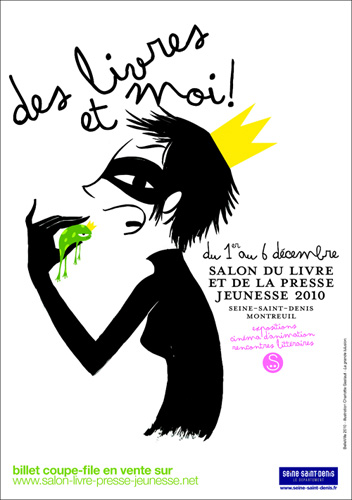 des livres
et moi!
du 1er au 6 décembre
SALON DU LIVRE
ET DE LA PRESSE
JEUNESSE 2010
SEINE-SAINT-DENIS
MONTREUIL
expositions
cinéma d'animation
rencontres littéraires
S
billet coupe-file en vente sur
www.salon-livre-presse-jeunesse.net
SEINE SAINT-DENIS
LE DÉPARTEMENT
www.seine-saint-denis.fr